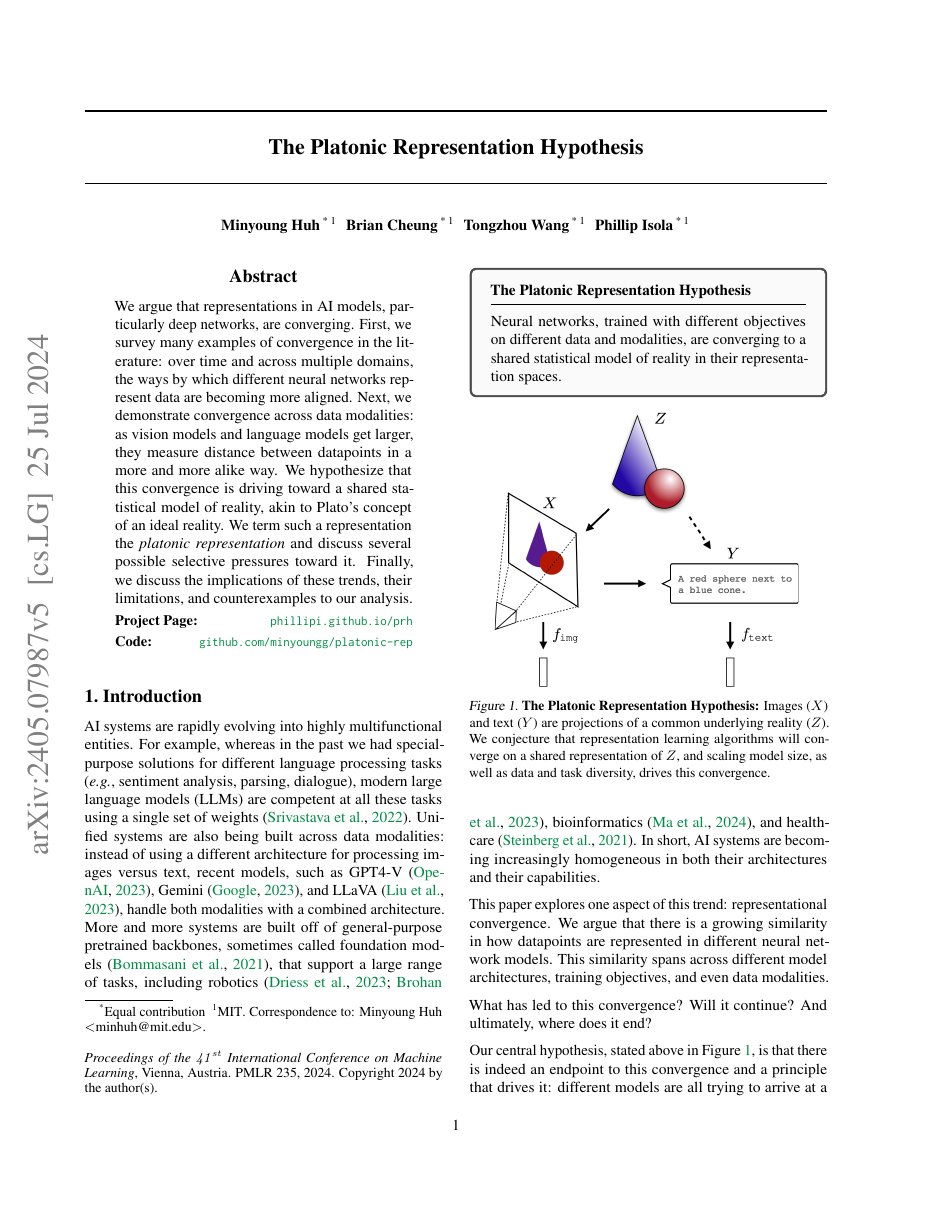 The Platonic Representation Hypothesis
Minyoung Huh * 1 Brian Cheung * 1 Tongzhou Wang * 1 Phillip Isola * 1
Abstract
We argue that representations in AI models, par-
ticularly deep networks, are converging. First, we
survey many examples of convergence in the lit-
erature: over time and across multiple domains,
the ways by which different neural networks rep-
resent data are becoming more aligned. Next, we
demonstrate convergence across data modalities:
as vision models and language models get larger,
they measure distance between datapoints in a
more and more alike way. We hypothesize that
this convergence is driving toward a shared sta-
tistical model of reality, akin to Plato's concept
of an ideal reality. We term such a representation
the platonic representation and discuss several
possible selective pressures toward it. Finally,
we discuss the implications of these trends, their
limitations, and counterexamples to our analysis.
Project Page: phillipi.github.io/prh
Code: github.com/minyoungg/platonic-rep
1. Introduction
AI systems are rapidly evolving into highly multifunctional
entities. For example, whereas in the past we had special-
purpose solutions for different language processing tasks
(e.g., sentiment analysis, parsing, dialogue), modern large
language models (LLMs) are competent at all these tasks
using a single set of weights (Srivastava et al., 2022). Uni-
fied systems are also being built across data modalities:
instead of using a different architecture for processing im-
ages versus text, recent models, such as GPT4-V (Ope-
nAI, 2023), Gemini (Google, 2023), and LLaVA (Liu et al.,
2023), handle both modalities with a combined architecture.
More and more systems are built off of general-purpose
pretrained backbones, sometimes called foundation mod-
els (Bommasani et al., 2021), that support a large range
of tasks, including robotics (Driess et al., 2023; Brohan
*Equal contribution 1MIT. Correspondence to: Minyoung Huh
<minhuh@mit.edu>.
Proceedings of the 41st International Conference on Machine
Learning, Vienna, Austria. PMLR 235, 2024. Copyright 2024 by
the author(s).
The Platonic Representation Hypothesis
Neural networks, trained with different objectives
on different data and modalities, are converging to a
shared statistical model of reality in their representa-
tion spaces.
Z
X
Y
A red sphere next to
a blue cone.
fimg
ftext
Figure 1. The Platonic Representation Hypothesis: Images (X)
and text (Y) are projections of a common underlying reality (Z).
We conjecture that representation learning algorithms will con-
verge on a shared representation of Z, and scaling model size, as
well as data and task diversity, drives this convergence.
et al., 2023), bioinformatics (Ma et al., 2024), and health-
care (Steinberg et al., 2021). In short, AI systems are becom-
ing increasingly homogeneous in both their architectures
and their capabilities.
This paper explores one aspect of this trend: representational
convergence. We argue that there is a growing similarity
in how datapoints are represented in different neural net-
work models. This similarity spans across different model
architectures, training objectives, and even data modalities.
What has led to this convergence? Will it continue? And
ultimately, where does it end?
Our central hypothesis, stated above in Figure 1, is that there
is indeed an endpoint to this convergence and a principle
that drives it: different models are all trying to arrive at a
1
arXiv:2405.07987v5 [cs.LG] 25 Jul 2024